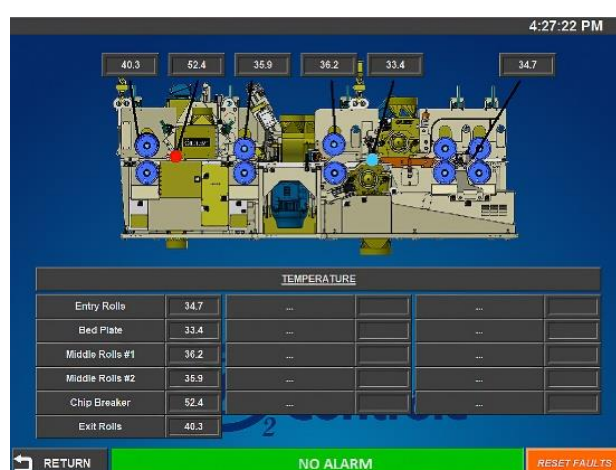 4:27:22 PM
40.3 52.4 35.9 36.2 33.4 34.7
TEMPERATURE
Entry Rolls 34.7 ... ...
Bed Plate 33.4 ... ...
Middle Rolls #1 36.2 ... ...
Middle Rolls #2 35.9 ... ...
Chip Breaker 52.4 ... ...
Exit Rolls 40.3
2
RETURN NO ALARM RESET FAULTS